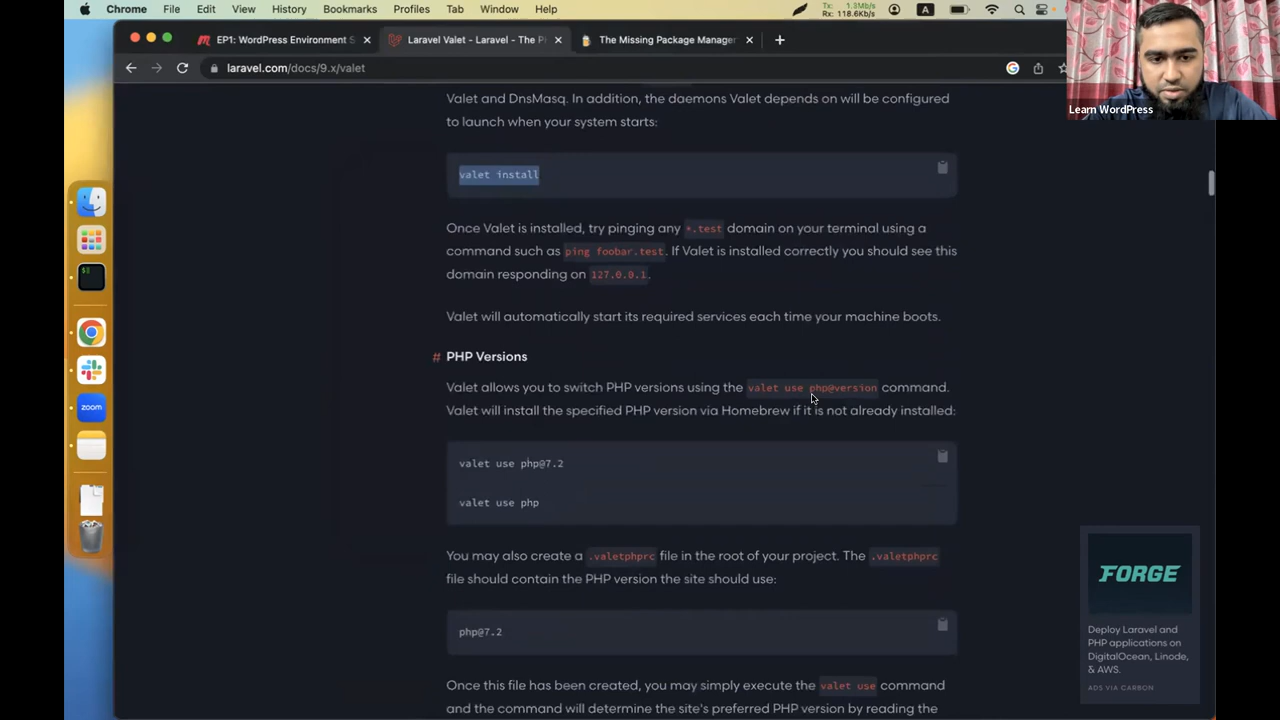 Chrome File Edit View History Bookmarks Profiles Tab Window Help
Tx: 1.3Mb/s
Rx: 118.6Kb/s
A
EP1: WordPress Environment S
Laravel Valet - Laravel - The P
The Missing Package Manager
laravel.com/docs/9.x/valet
Learn WordPress
Valet and DnsMasq. In addition, the daemons Valet depends on will be configured
to launch when your system starts:
valet install
Once Valet is installed, try pinging any *.test domain on your terminal using a
command such as ping foobar.test. If Valet is installed correctly you should see this
domain responding on 127.0.0.1.
Valet will automatically start its required services each time your machine boots.
# PHP Versions
Valet allows you to switch PHP versions using the valet use php@version command.
Valet will install the specified PHP version via Homebrew if it is not already installed:
valet use php@7.2
valet use php
You may also create a .valetphprc file in the root of your project. The .valetphprc
file should contain the PHP version the site should use:
php@7.2
Once this file has been created, you may simply execute the valet use command
and the command will determine the site's preferred PHP version by reading the
zoom
FORGE
Deploy Laravel and
PHP applications on
DigitalOcean, Linode,
& AWS.
ADS VIA CARBON